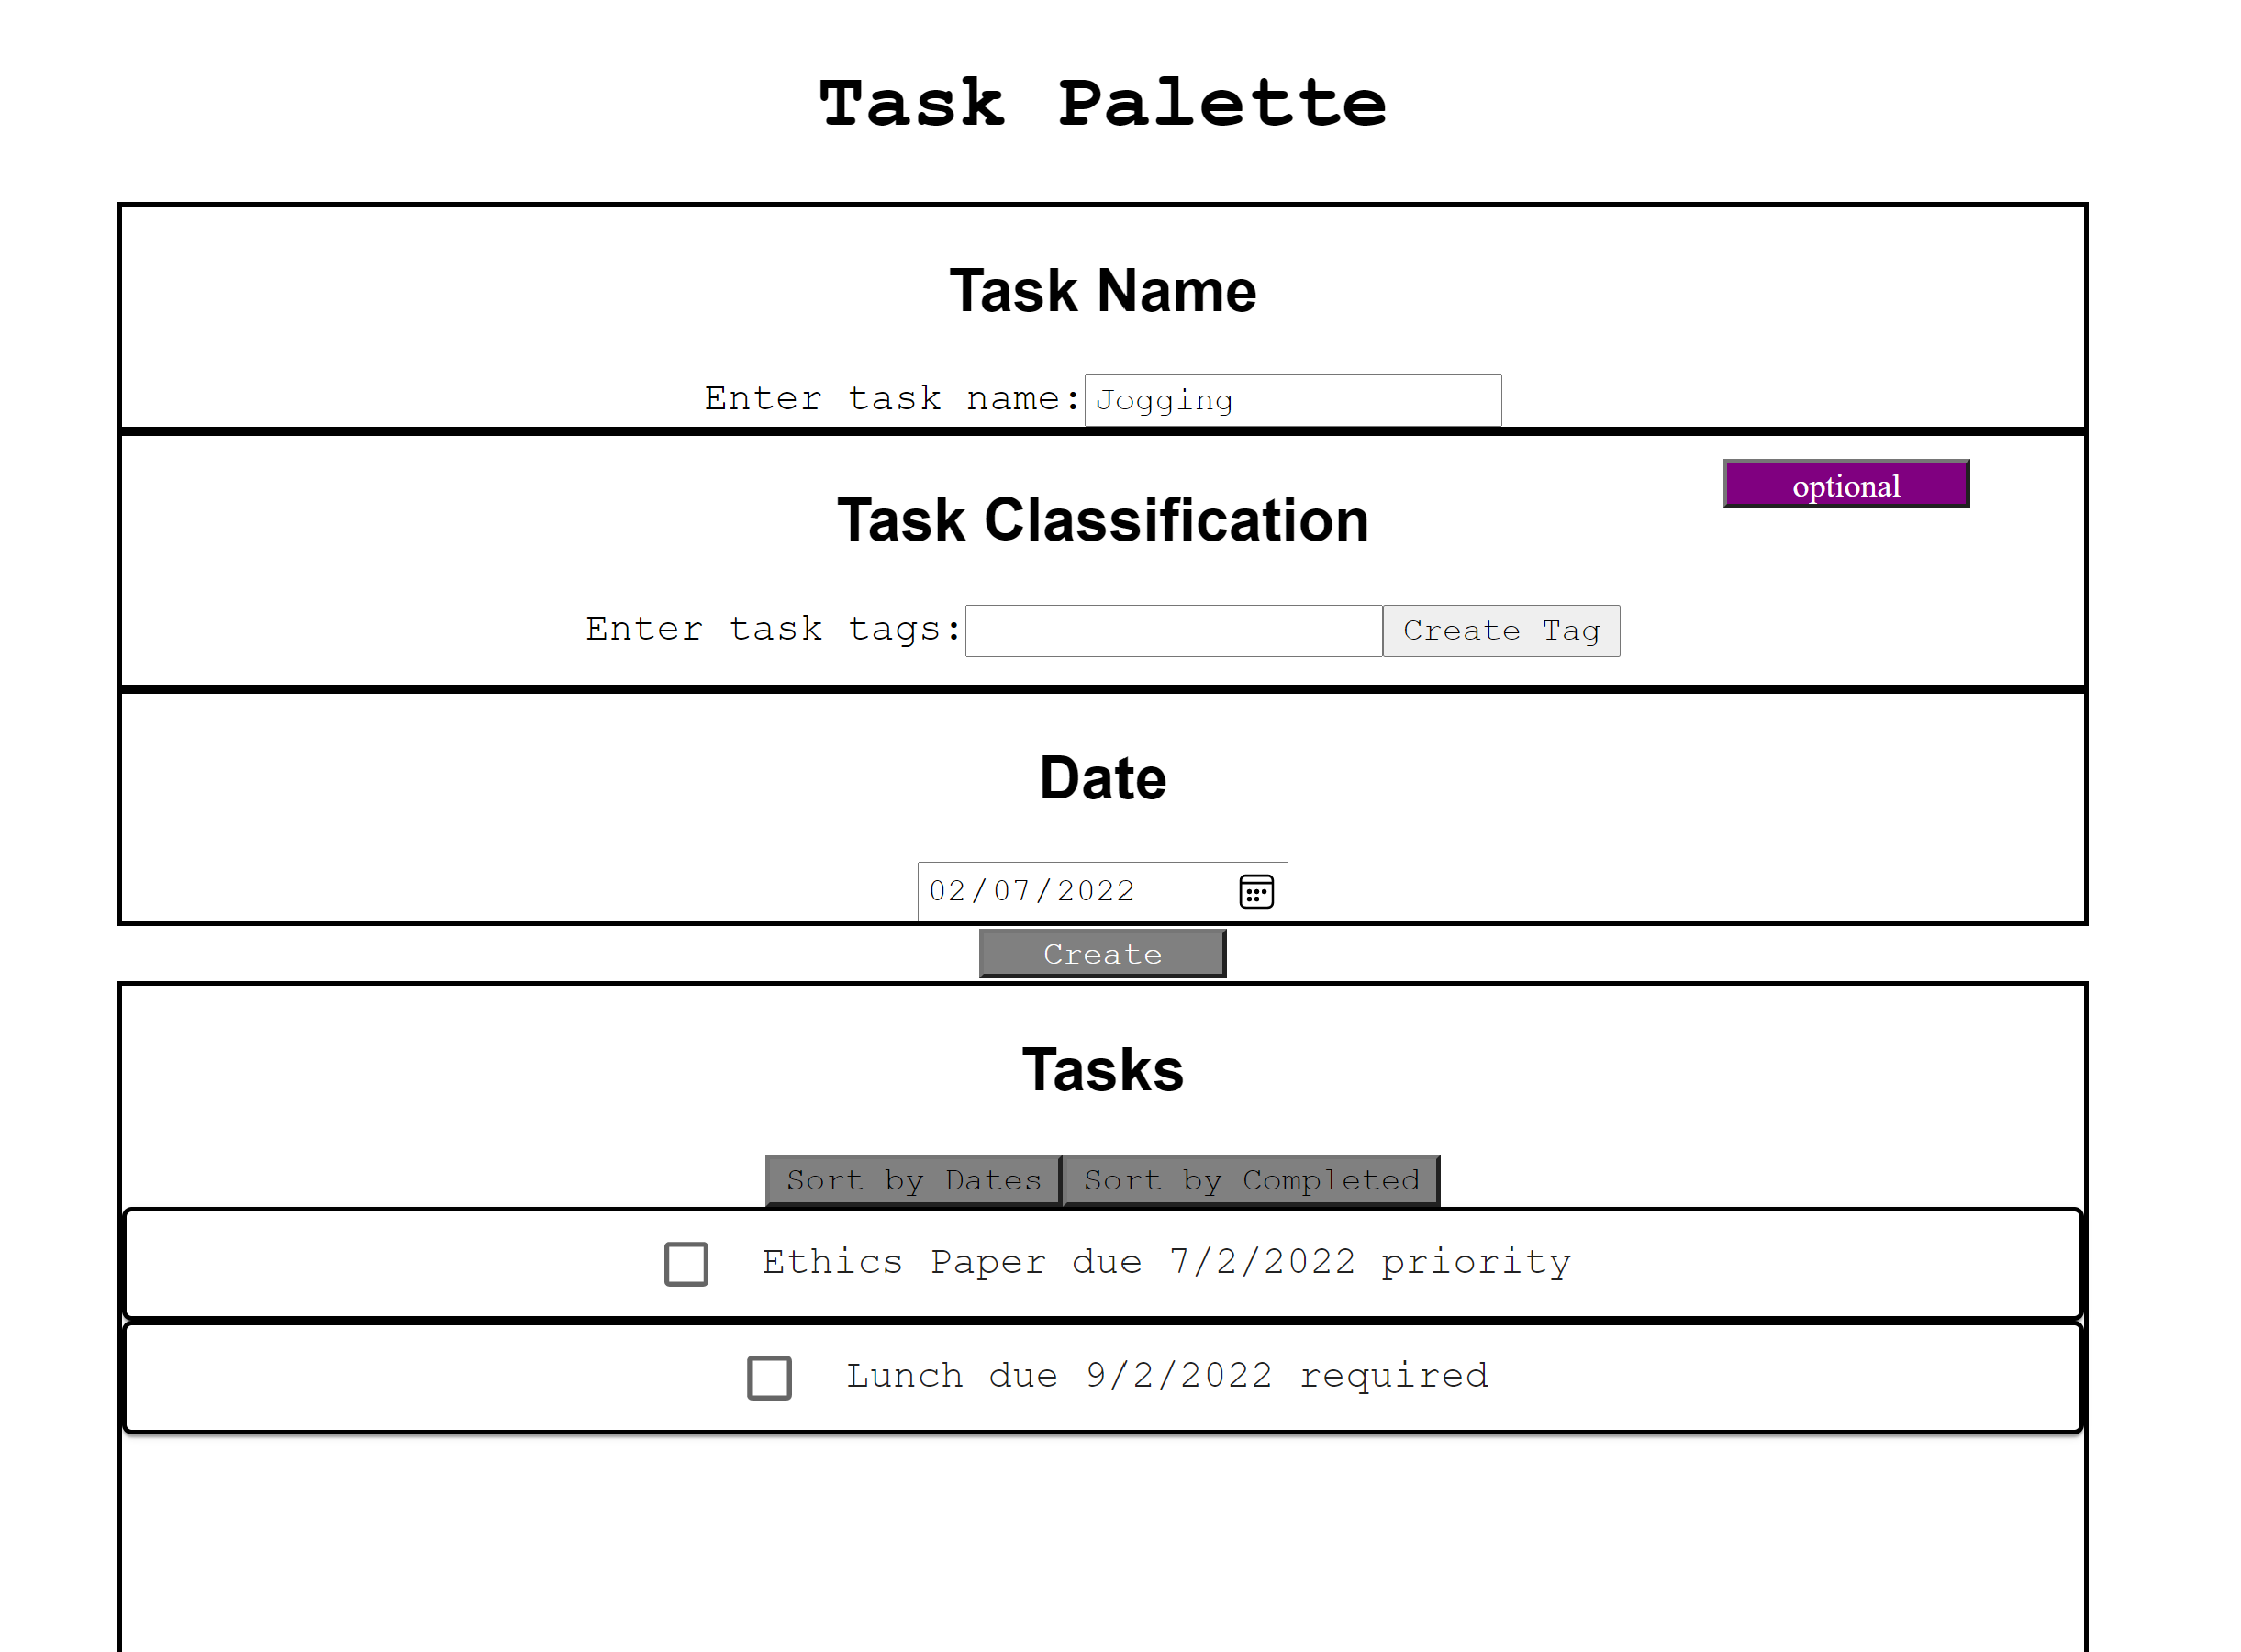 Task Palette
Task Name
Enter task name: Jogging
optional
Task Classification
Enter task tags: Create Tag
Date
02/07/2022
Create
Tasks
Sort by Dates Sort by Completed
Ethics Paper due 7/2/2022 priority
Lunch due 9/2/2022 required